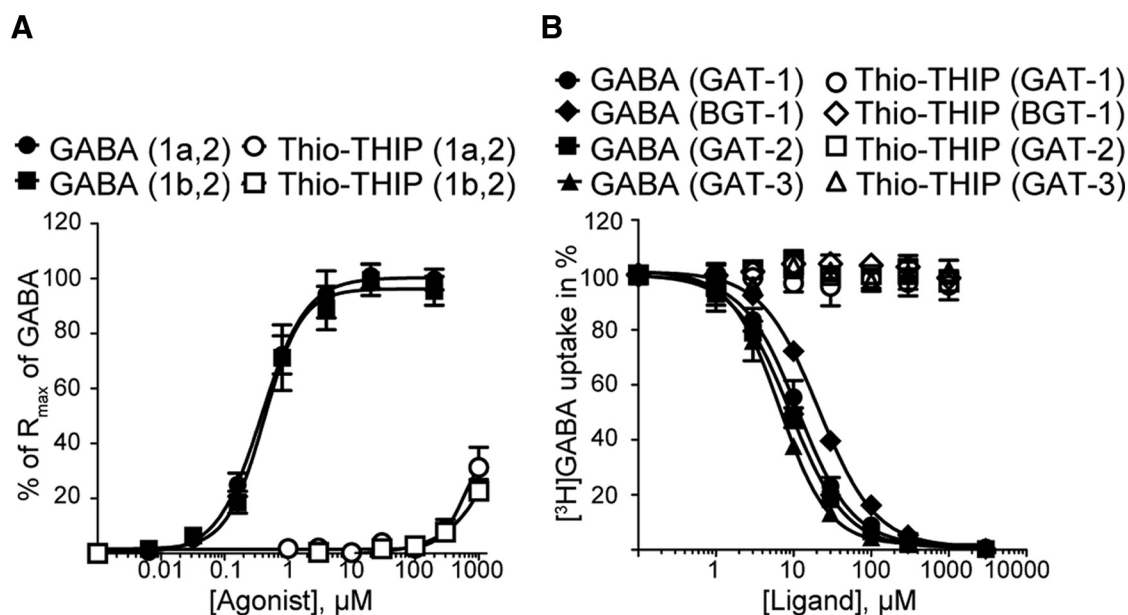 A
GABA (1a,2) Thio-THIP (1a,2)
GABA (1b,2) Thio-THIP (1b,2)
120
100
80
60
40
20
% of Rmax of GABA
0.01 0.1 1 10 100 1000
[Agonist], µM
B
GABA (GAT-1) Thio-THIP (GAT-1)
GABA (BGT-1) Thio-THIP (BGT-1)
GABA (GAT-2) Thio-THIP (GAT-2)
GABA (GAT-3) Thio-THIP (GAT-3)
120
100
80
60
40
20
[³H]GABA uptake in %
1 10 100 1000 10000
[Ligand], µM